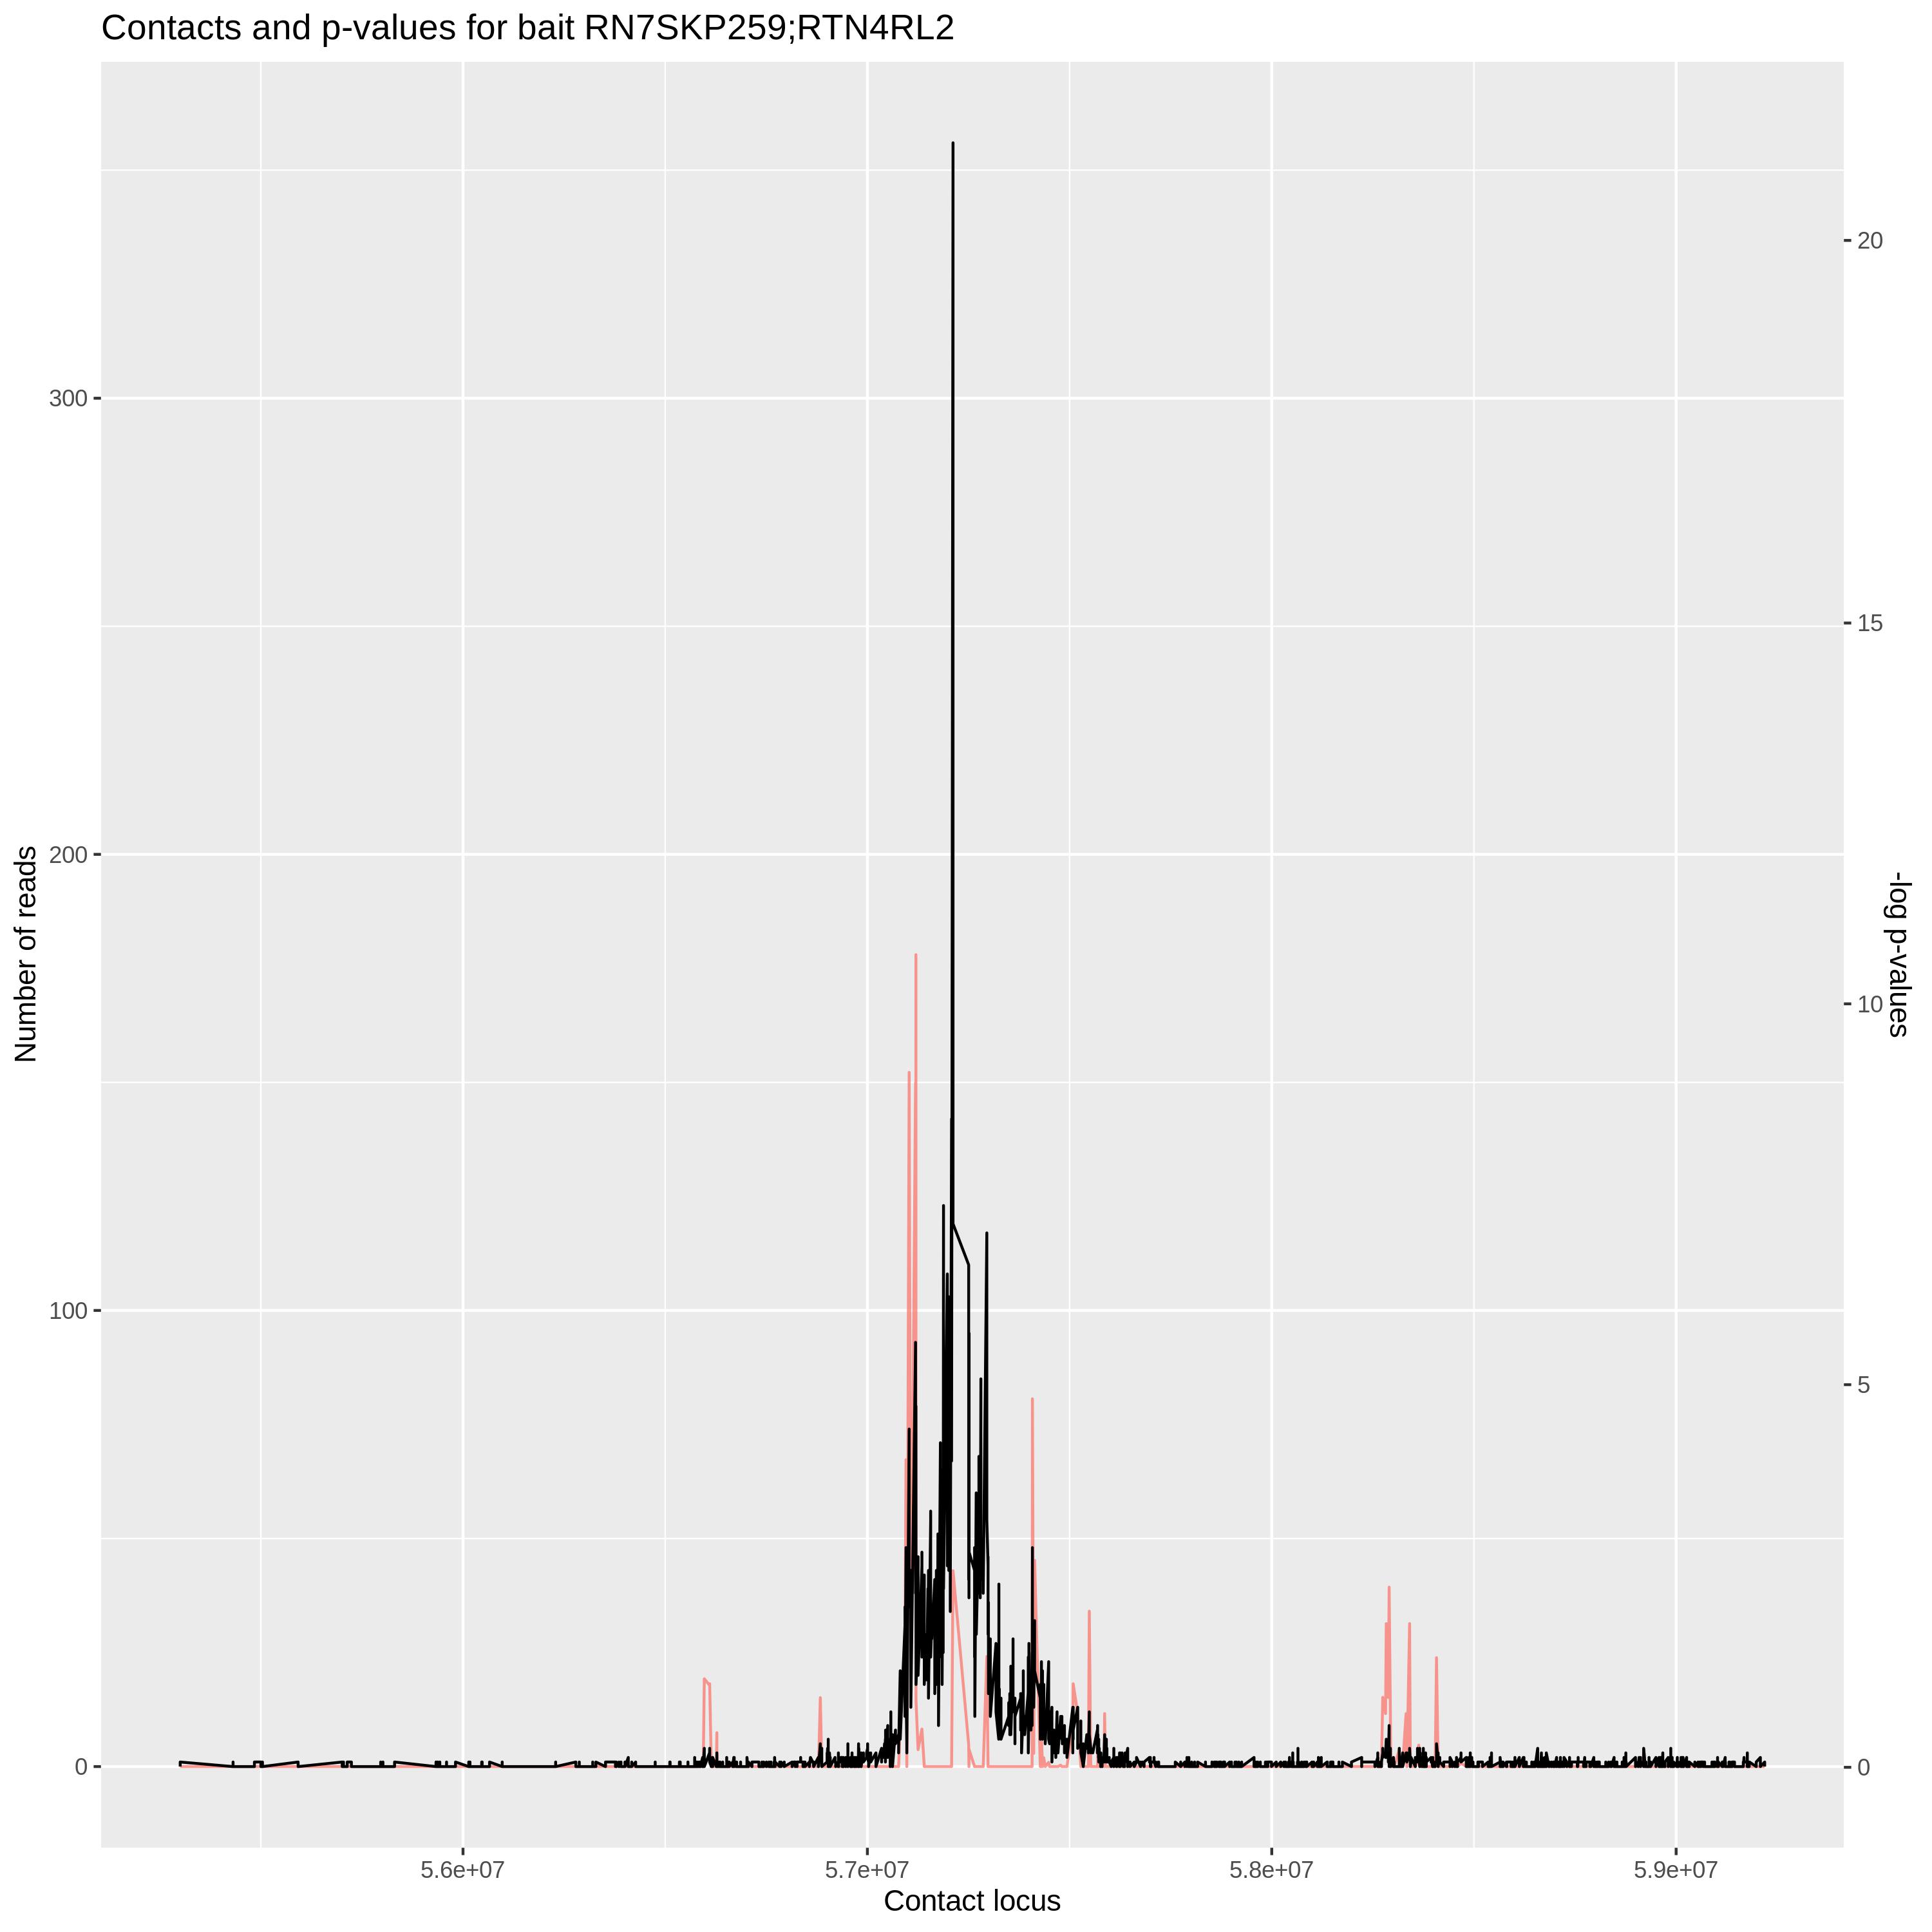 Contacts and p-values for bait RN7SKP259;RTN4RL2
Number of reads
300
200
100
0
20
15
10
5
0
-log p-values
5.6e+07 5.7e+07 5.8e+07 5.9e+07
Contact locus